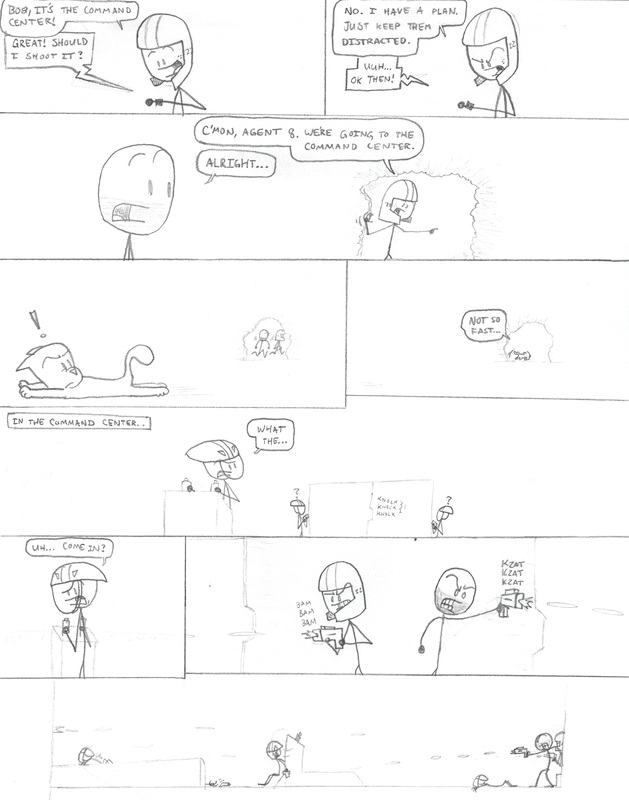 BOB, IT'S THE COMMAND
CENTER!
GREAT! SHOULD
I SHOOT IT?
NO. I HAVE A PLAN.
JUST KEEP THEM
DISTRACTED.
UUH...
OK THEN!
C'MON, AGENT 8. WE'RE GOING TO THE
COMMAND CENTER.
ALRIGHT...
!
NOT SO
FAST...
IN THE COMMAND CENTER..
WHAT
THE...
?
KNOCK
KNOCK
KNOCK
?
UH... COME IN?
BAM
BAM
BAM
KZAT
KZAT
KZAT